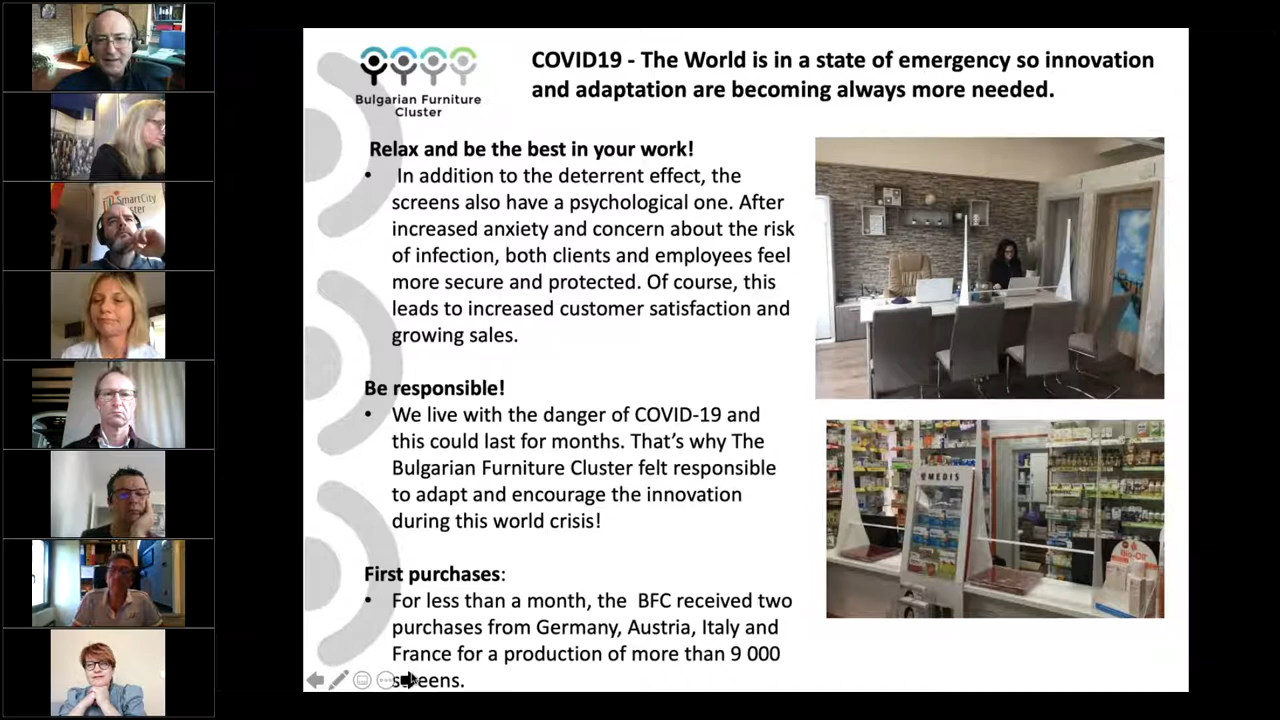 SmartCity
Bulgarian Furniture
Cluster
COVID19 - The World is in a state of emergency so innovation
and adaptation are becoming always more needed.
Relax and be the best in your work!
• In addition to the deterrent effect, the
screens also have a psychological one. After
increased anxiety and concern about the risk
of infection, both clients and employees feel
more secure and protected. Of course, this
leads to increased customer satisfaction and
growing sales.
Be responsible!
• We live with the danger of COVID-19 and
this could last for months. That’s why The
Bulgarian Furniture Cluster felt responsible
to adapt and encourage the innovation
during this world crisis!
First purchases:
• For less than a month, the BFC received two
purchases from Germany, Austria, Italy and
France for a production of more than 9 000
screens.
MEDIS
Bio-Oil